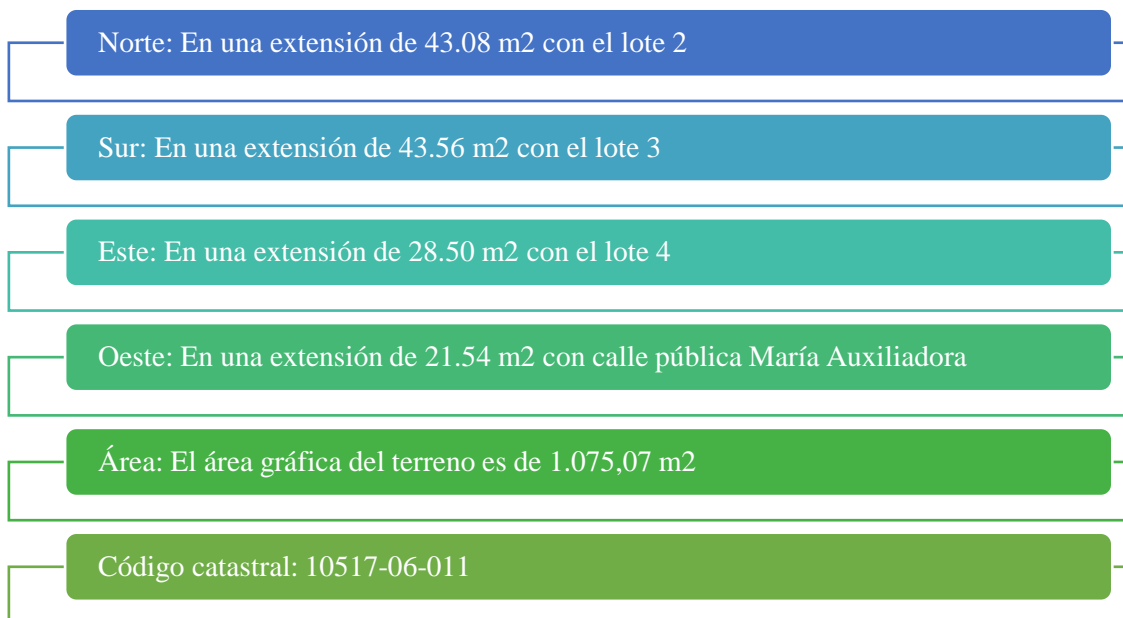 Norte: En una extensión de 43.08 m2 con el lote 2
Sur: En una extensión de 43.56 m2 con el lote 3
Este: En una extensión de 28.50 m2 con el lote 4
Oeste: En una extensión de 21.54 m2 con calle pública María Auxiliadora
Área: El área gráfica del terreno es de 1.075,07 m2
Código catastral: 10517-06-011